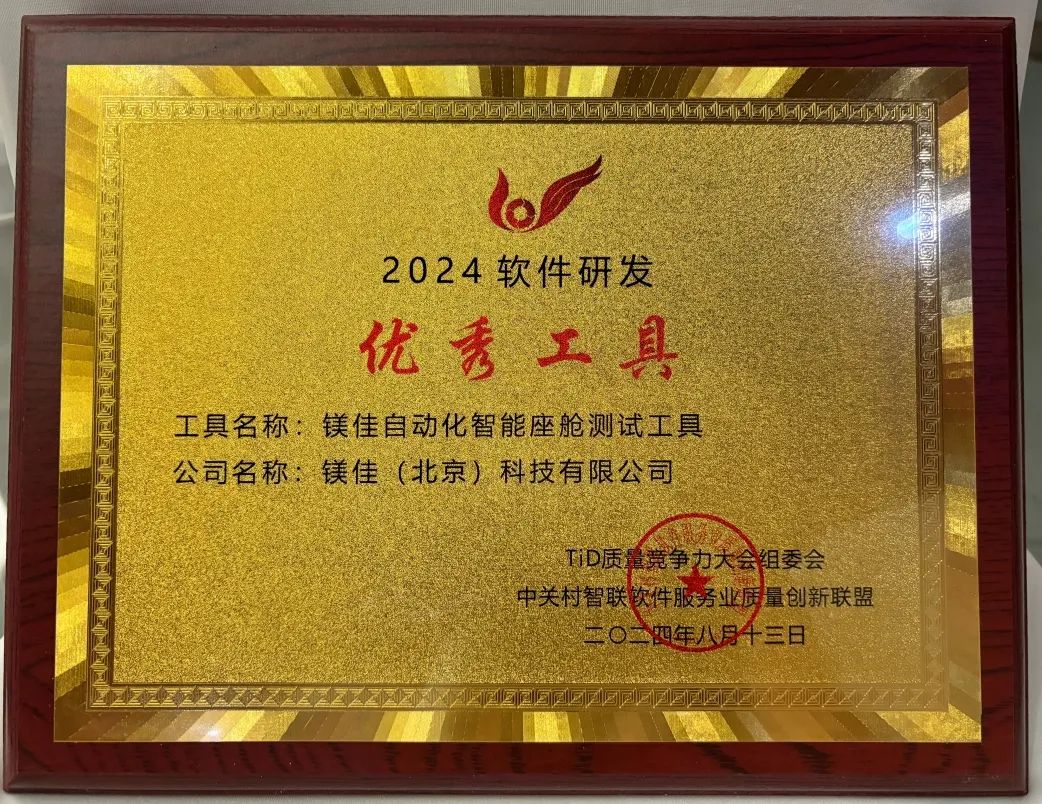 2024 软件研发
优秀工具
工具名称：镁佳自动化智能座舱测试工具
公司名称：镁佳（北京）科技有限公司
TiD质量竞争力大会组委会
中关村智联软件服务业质量创新联盟
二〇二四年八月十三日